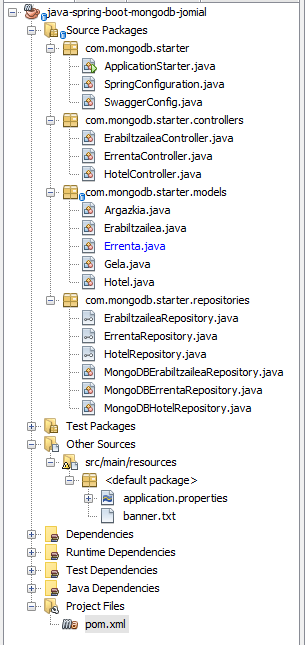 java-spring-boot-mongodb-jomial
Source Packages
com.mongodb.starter
ApplicationStarter.java
SpringConfiguration.java
SwaggerConfig.java
com.mongodb.starter.controllers
ErabiltzaileaController.java
ErrentaController.java
HotelController.java
com.mongodb.starter.models
Argazkia.java
Erabiltzailea.java
Errenta.java
Gela.java
Hotel.java
com.mongodb.starter.repositories
ErabiltzaileaRepository.java
ErrentaRepository.java
HotelRepository.java
MongoDBErabiltzaileaRepository.java
MongoDBErrentaRepository.java
MongoDBHotelRepository.java
Test Packages
Other Sources
src/main/resources
<default package>
application.properties
banner.txt
Dependencies
Runtime Dependencies
Test Dependencies
Java Dependencies
Project Files
pom.xml